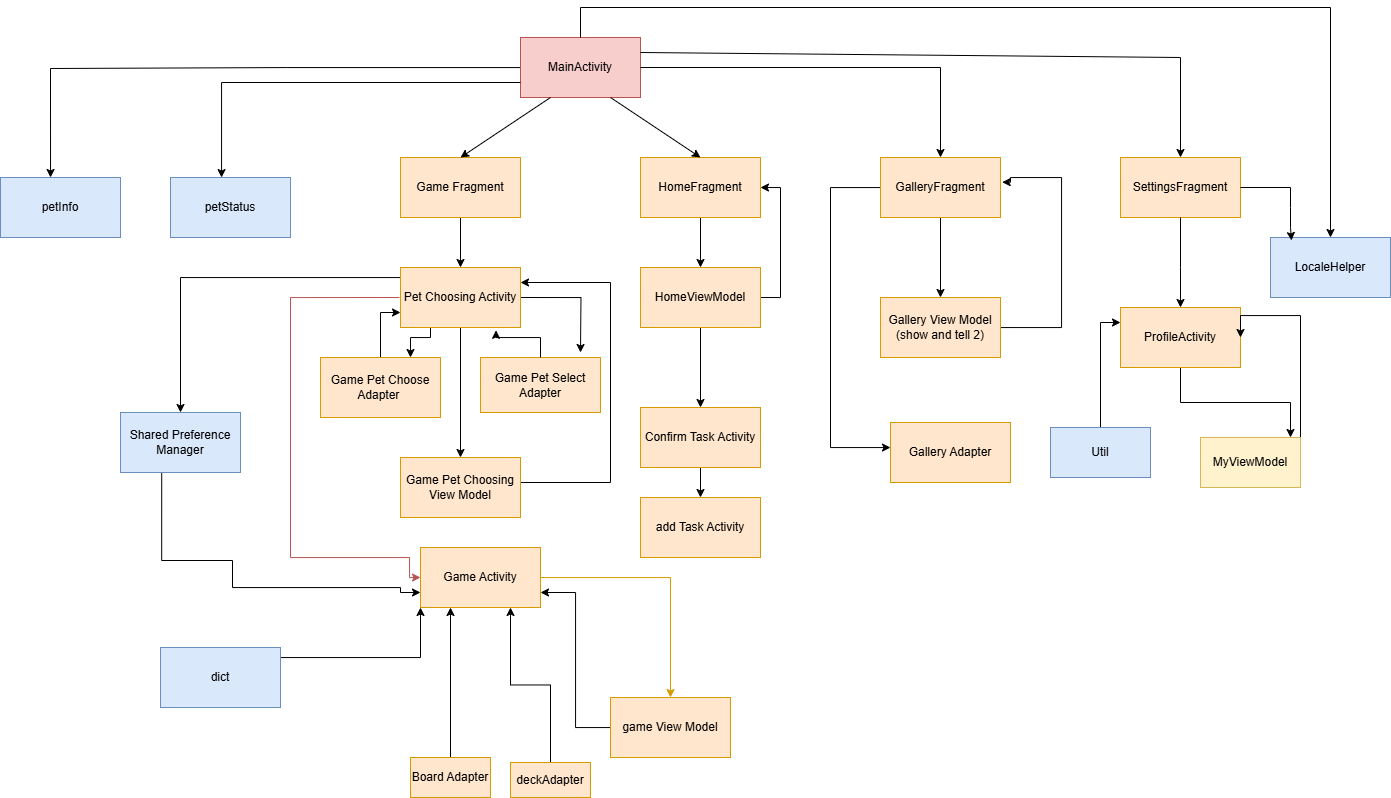 MainActivity
petInfo
petStatus
Game Fragment
HomeFragment
GalleryFragment
SettingsFragment
LocaleHelper
Pet Choosing Activity
HomeViewModel
Gallery View Model
(show and tell 2)
ProfileActivity
Game Pet Choose
Adapter
Game Pet Select
Adapter
Shared Preference
Manager
Confirm Task Activity
Gallery Adapter
Util
MyViewModel
Game Pet Choosing
View Model
add Task Activity
Game Activity
dict
game View Model
Board Adapter
deckAdapter